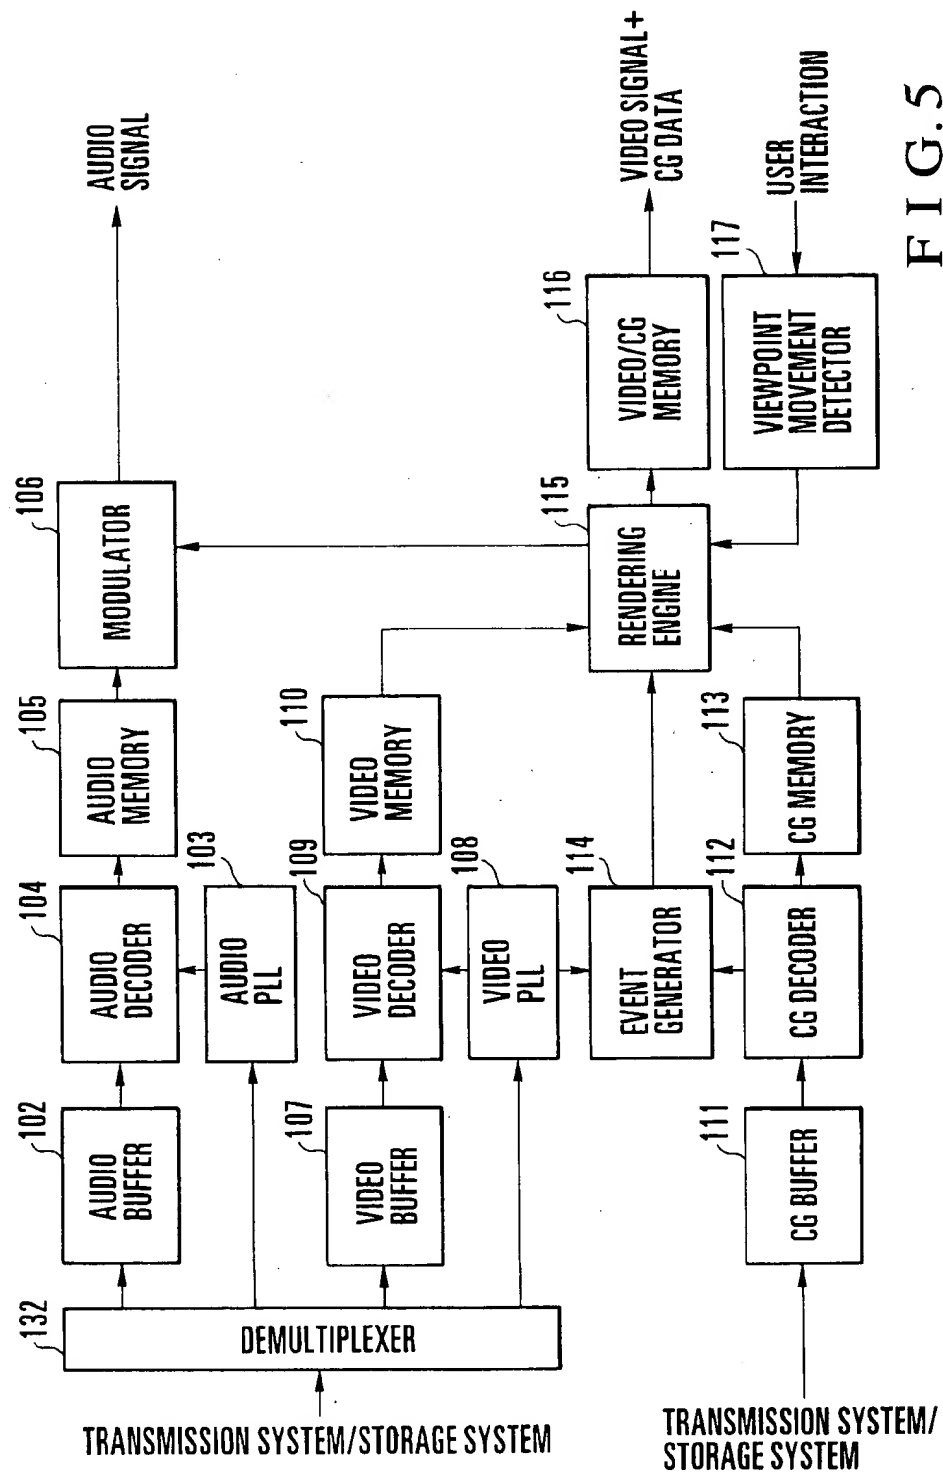 132
DEMULTIPLEXER
TRANSMISSION SYSTEM/STORAGE SYSTEM
102
AUDIO
BUFFER
104
AUDIO
DECODER
103
AUDIO
PLL
105
AUDIO
MEMORY
106
MODULATOR
AUDIO
SIGNAL
107
VIDEO
BUFFER
109
VIDEO
DECODER
108
VIDEO
PLL
110
VIDEO
MEMORY
114
EVENT
GENERATOR
115
RENDERING
ENGINE
116
VIDEO/CG
MEMORY
VIDEO SIGNAL+
CG DATA
111
CG BUFFER
112
CG DECODER
113
CG MEMORY
117
VIEWPOINT
MOVEMENT
DETECTOR
USER
INTERACTION
TRANSMISSION SYSTEM/
STORAGE SYSTEM
FIG. 5